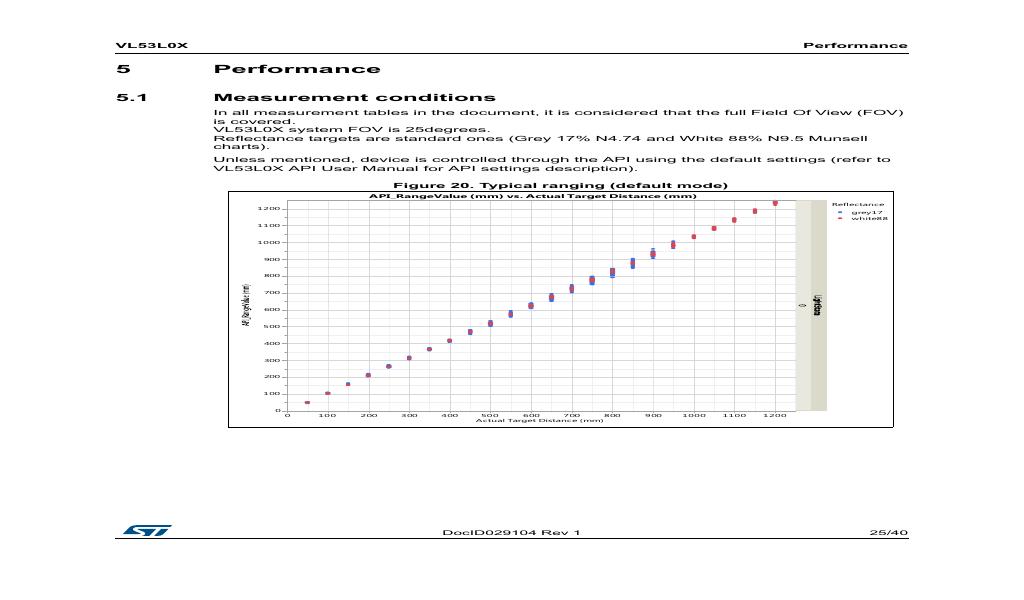 VL53L0X Performance
5 Performance
5.1 Measurement conditions
In all measurement tables in the document, it is considered that the full Field Of View (FOV)
is covered.
VL53L0X system FOV is 25degrees.
Reflectance targets are standard ones (Grey 17% N4.74 and White 88% N9.5 Munsell
charts).
Unless mentioned, device is controlled through the API using the default settings (refer to
VL53L0X API User Manual for API settings description).
Figure 20. Typical ranging (default mode)
API_RangeValue (mm) vs. Actual Target Distance (mm)
Reflectance
grey17
white88
API_RangeValue (mm)
1200
1100
1000
900
800
700
600
500
400
300
200
100
0
0 100 200 300 400 500 600 700 800 900 1000 1100 1200
Actual Target Distance (mm)
0
ST
DocID029104 Rev 1 25/40